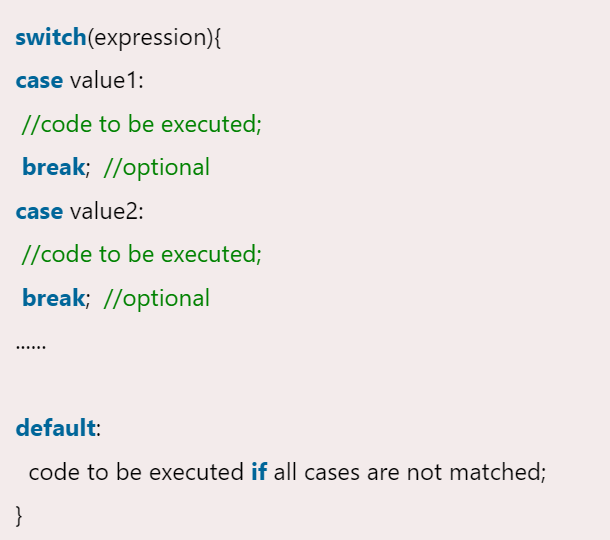 switch(expression){
case value1:
//code to be executed;
break;  //optional
case value2:
//code to be executed;
break;  //optional
......
default:
code to be executed if all cases are not matched;
}